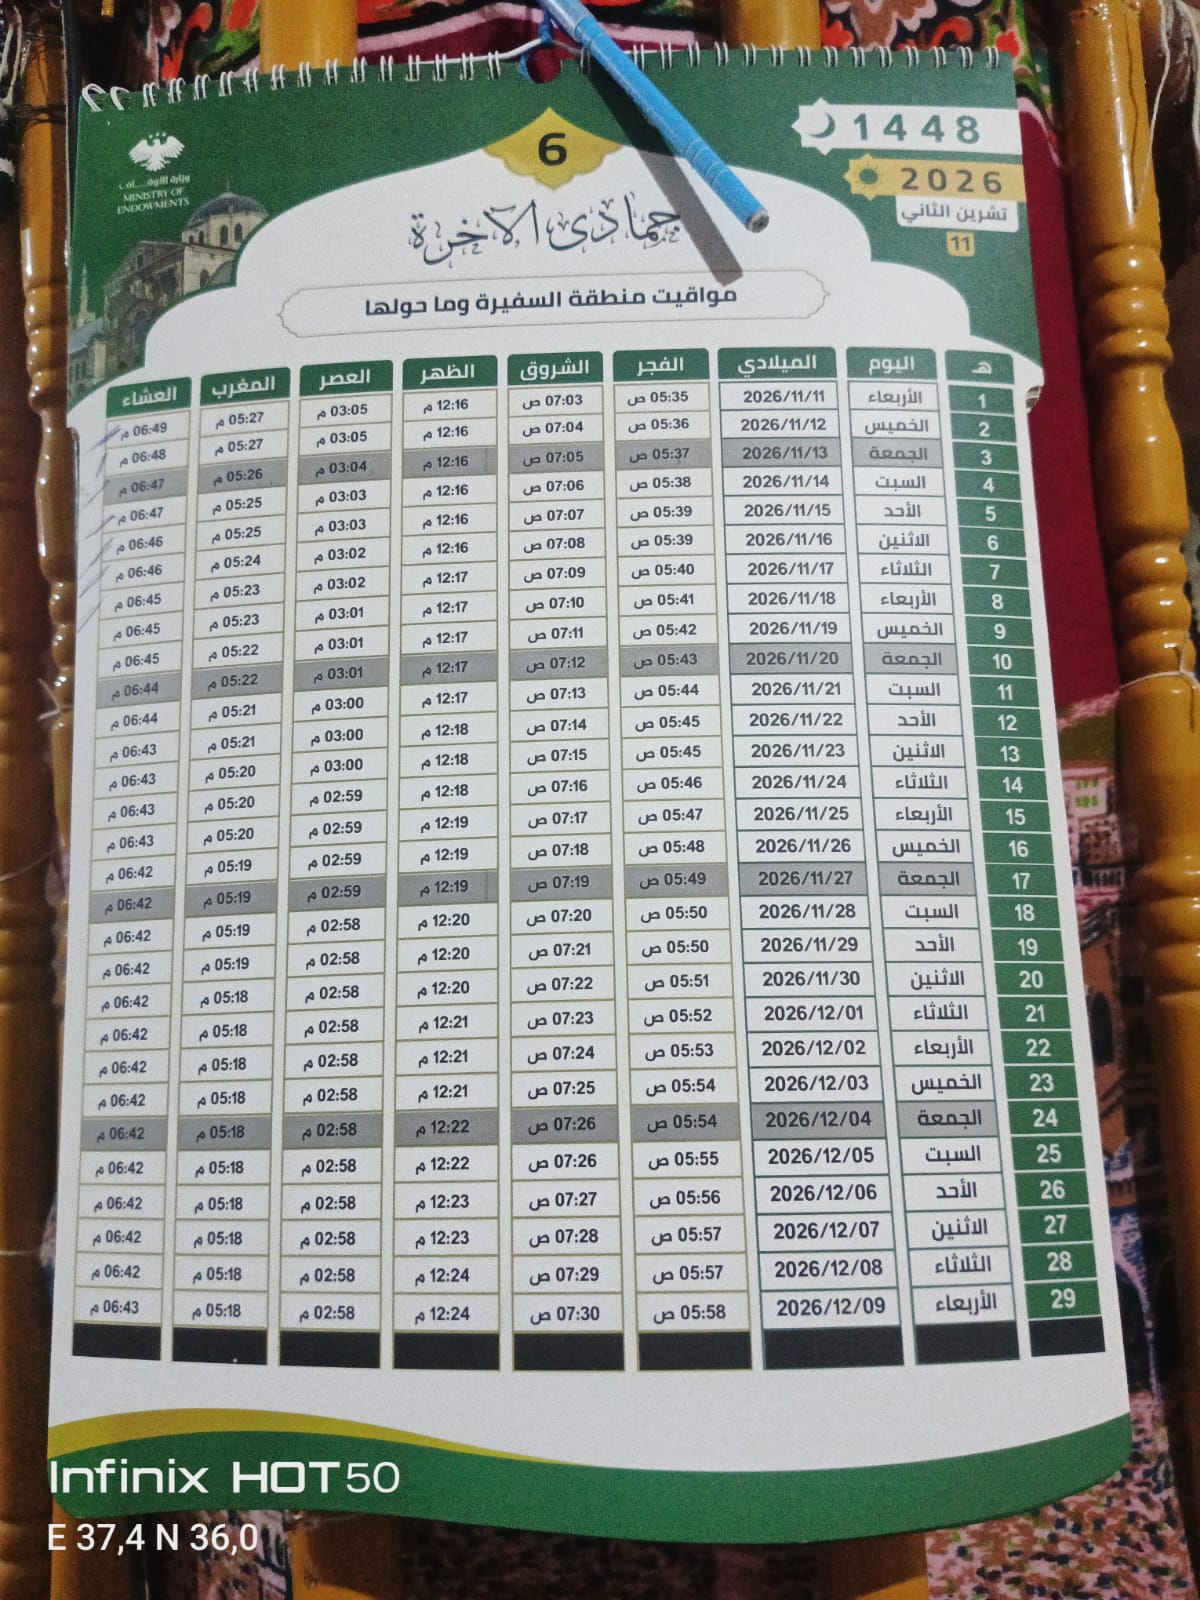 1448
2026
تشرين الثاني
11
6
وزارة الأوقاف
MINISTRY OF
ENDOWMENTS
جمادى الآخرة
مواقيت منطقة السفيرة وما حولها
هـ اليوم الميلادي الفجر الشروق الظهر العصر المغرب العشاء
1 الأربعاء 2026/11/11 05:35 ص 07:03 ص 12:16 م 03:05 م 05:27 م 06:49 م
2 الخميس 2026/11/12 05:36 ص 07:04 ص 12:16 م 03:05 م 05:27 م 06:48 م
3 الجمعة 2026/11/13 05:37 ص 07:05 ص 12:16 م 03:04 م 05:26 م 06:47 م
4 السبت 2026/11/14 05:38 ص 07:06 ص 12:16 م 03:03 م 05:25 م 06:47 م
5 الأحد 2026/11/15 05:39 ص 07:07 ص 12:16 م 03:03 م 05:25 م 06:46 م
6 الاثنين 2026/11/16 05:39 ص 07:08 ص 12:16 م 03:02 م 05:24 م 06:46 م
7 الثلاثاء 2026/11/17 05:40 ص 07:09 ص 12:17 م 03:02 م 05:23 م 06:45 م
8 الأربعاء 2026/11/18 05:41 ص 07:10 ص 12:17 م 03:01 م 05:23 م 06:45 م
9 الخميس 2026/11/19 05:42 ص 07:11 ص 12:17 م 03:01 م 05:22 م 06:45 م
10 الجمعة 2026/11/20 05:43 ص 07:12 ص 12:17 م 03:01 م 05:22 م 06:44 م
11 السبت 2026/11/21 05:44 ص 07:13 ص 12:17 م 03:00 م 05:21 م 06:44 م
12 الأحد 2026/11/22 05:45 ص 07:14 ص 12:18 م 03:00 م 05:21 م 06:43 م
13 الاثنين 2026/11/23 05:45 ص 07:15 ص 12:18 م 03:00 م 05:20 م 06:43 م
14 الثلاثاء 2026/11/24 05:46 ص 07:16 ص 12:18 م 02:59 م 05:20 م 06:43 م
15 الأربعاء 2026/11/25 05:47 ص 07:17 ص 12:19 م 02:59 م 05:20 م 06:43 م
16 الخميس 2026/11/26 05:48 ص 07:18 ص 12:19 م 02:59 م 05:19 م 06:42 م
17 الجمعة 2026/11/27 05:49 ص 07:19 ص 12:19 م 02:59 م 05:19 م 06:42 م
18 السبت 2026/11/28 05:50 ص 07:20 ص 12:20 م 02:58 م 05:19 م 06:42 م
19 الأحد 2026/11/29 05:50 ص 07:21 ص 12:20 م 02:58 م 05:19 م 06:42 م
20 الاثنين 2026/11/30 05:51 ص 07:22 ص 12:20 م 02:58 م 05:18 م 06:42 م
21 الثلاثاء 2026/12/01 05:52 ص 07:23 ص 12:21 م 02:58 م 05:18 م 06:42 م
22 الأربعاء 2026/12/02 05:53 ص 07:24 ص 12:21 م 02:58 م 05:18 م 06:42 م
23 الخميس 2026/12/03 05:54 ص 07:25 ص 12:21 م 02:58 م 05:18 م 06:42 م
24 الجمعة 2026/12/04 05:54 ص 07:26 ص 12:22 م 02:58 م 05:18 م 06:42 م
25 السبت 2026/12/05 05:55 ص 07:26 ص 12:22 م 02:58 م 05:18 م 06:42 م
26 الأحد 2026/12/06 05:56 ص 07:27 ص 12:23 م 02:58 م 05:18 م 06:42 م
27 الاثنين 2026/12/07 05:57 ص 07:28 ص 12:23 م 02:58 م 05:18 م 06:42 م
28 الثلاثاء 2026/12/08 05:57 ص 07:29 ص 12:24 م 02:58 م 05:18 م 06:42 م
29 الأربعاء 2026/12/09 05:58 ص 07:30 ص 12:24 م 02:58 م 05:18 م 06:43 م
Infinix HOT50
E 37,4 N 36,0